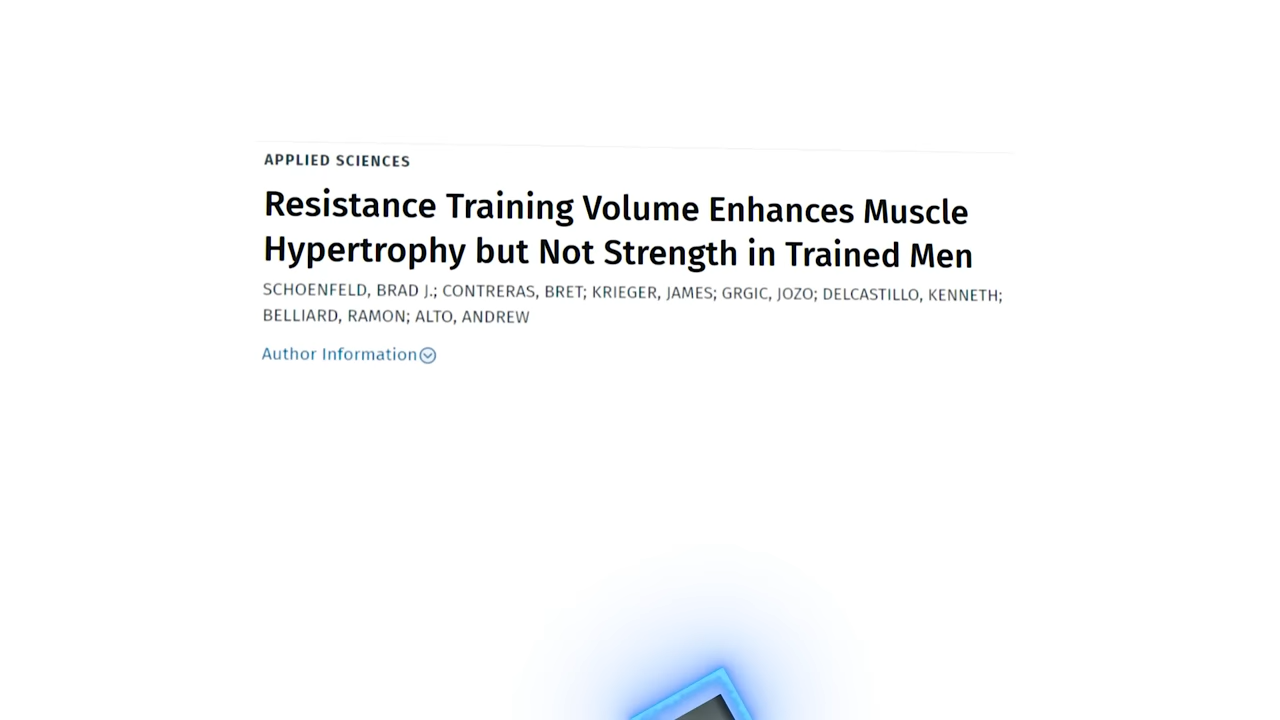 APPLIED SCIENCES
Resistance Training Volume Enhances Muscle
Hypertrophy but Not Strength in Trained Men
SCHOENFELD, BRAD J.; CONTRERAS, BRET; KRIEGER, JAMES; GRGIC, JOZO; DELCASTILLO, KENNETH;
BELLIARD, RAMON; ALTO, ANDREW
Author Information